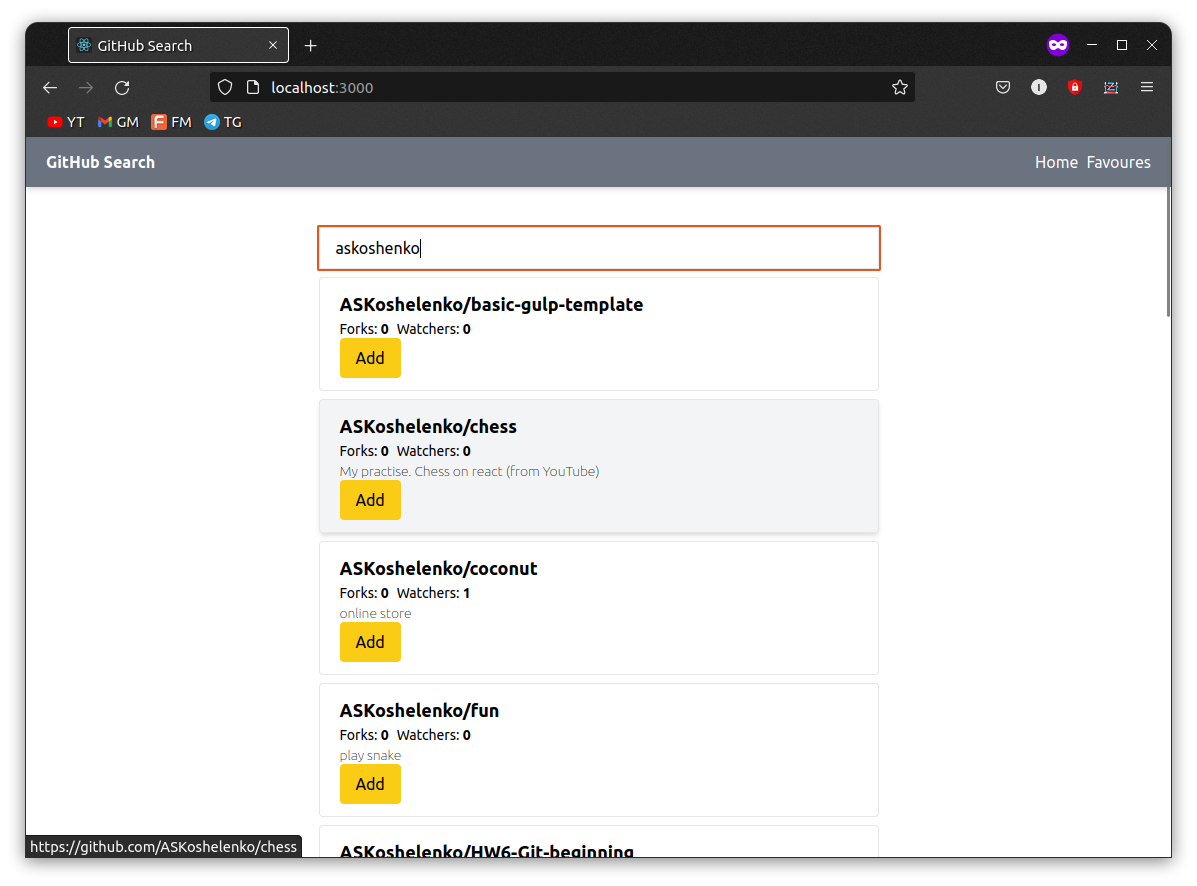 GitHub Search
localhost:3000
YT GM FM TG
GitHub Search Home Favoures
askoshenko
ASKoshelenko/basic-gulp-template
Forks: 0 Watchers: 0
Add
ASKoshelenko/chess
Forks: 0 Watchers: 0
My practise. Chess on react (from YouTube)
Add
ASKoshelenko/coconut
Forks: 0 Watchers: 1
online store
Add
ASKoshelenko/fun
Forks: 0 Watchers: 0
play snake
Add
ASKoshelenko/HW6-Git-beginning
https://github.com/ASKoshelenko/chess